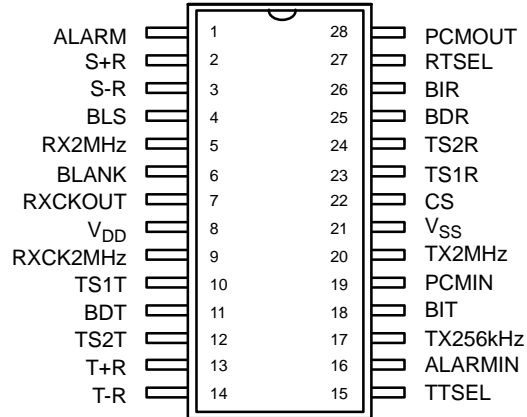 ALARM 1 28 PCMOUT
S+R 2 27 RTSEL
S-R 3 26 BIR
BLS 4 25 BDR
RX2MHz 5 24 TS2R
BLANK 6 23 TS1R
RXCKOUT 7 22 CS
VDD 8 21 VSS
RXCK2MHz 9 20 TX2MHz
TS1T 10 19 PCMIN
BDT 11 18 BIT
TS2T 12 17 TX256kHz
T+R 13 16 ALARMIN
T-R 14 15 TTSEL